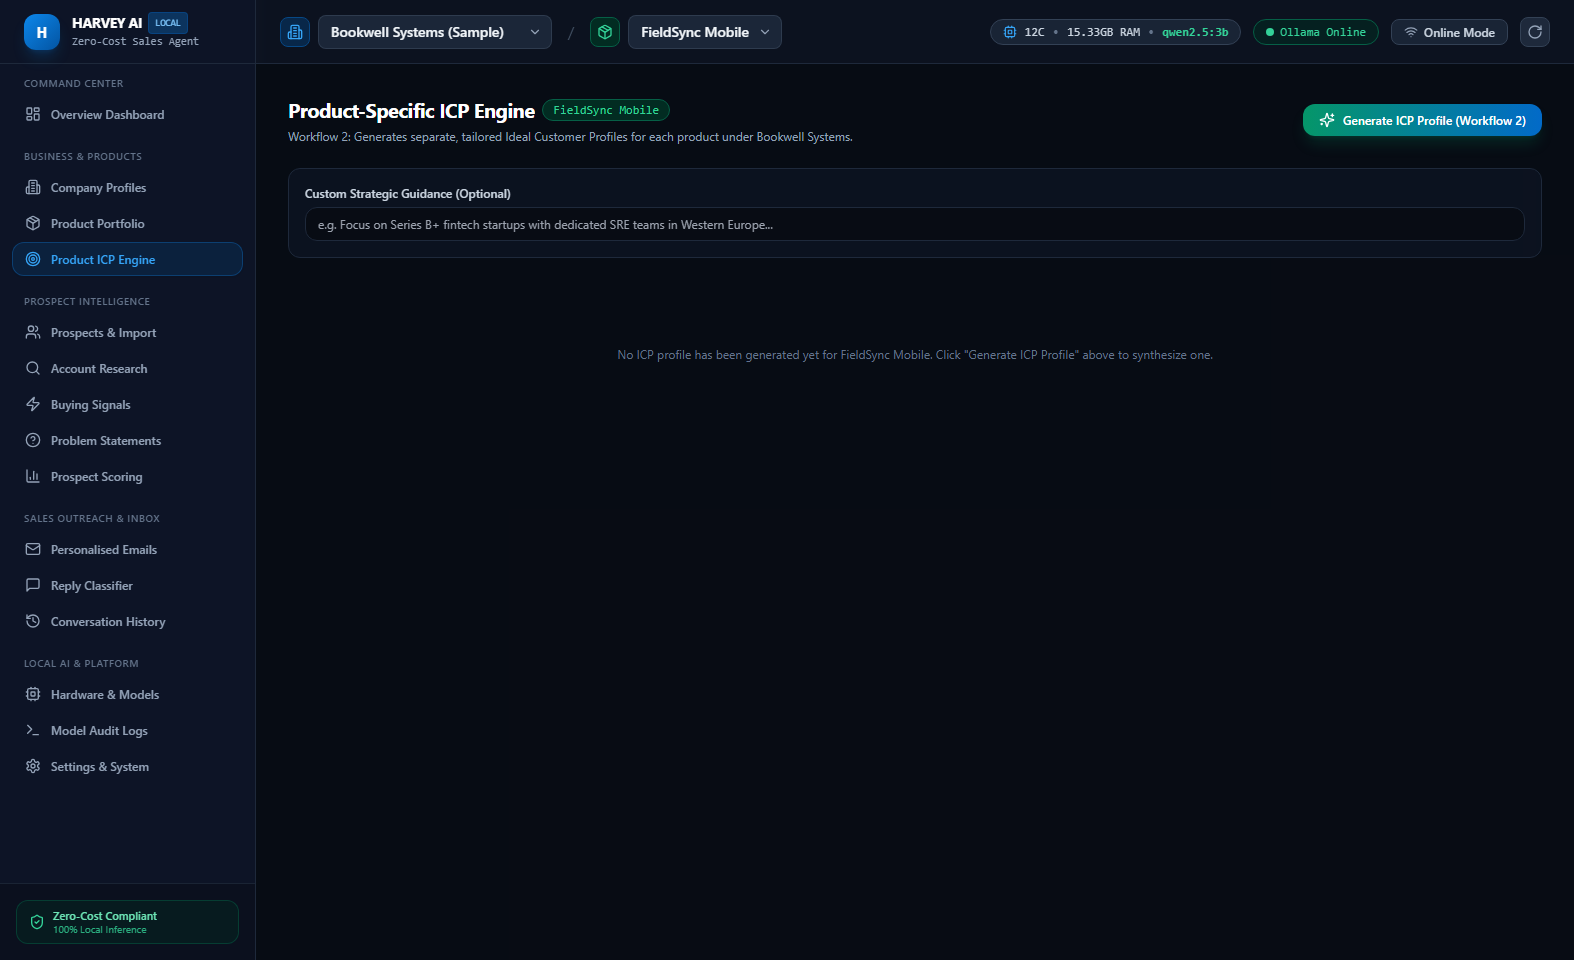 H
HARVEY AI LOCAL
Zero-Cost Sales Agent
Bookwell Systems (Sample)
/
FieldSync Mobile
12C • 15.33GB RAM • qwen2.5:3b
Ollama Online
Online Mode
COMMAND CENTER
Overview Dashboard
BUSINESS & PRODUCTS
Company Profiles
Product Portfolio
Product ICP Engine
PROSPECT INTELLIGENCE
Prospects & Import
Account Research
Buying Signals
Problem Statements
Prospect Scoring
SALES OUTREACH & INBOX
Personalised Emails
Reply Classifier
Conversation History
LOCAL AI & PLATFORM
Hardware & Models
Model Audit Logs
Settings & System
Zero-Cost Compliant
100% Local Inference
Product-Specific ICP Engine FieldSync Mobile
Workflow 2: Generates separate, tailored Ideal Customer Profiles for each product under Bookwell Systems.
Generate ICP Profile (Workflow 2)
Custom Strategic Guidance (Optional)
e.g. Focus on Series B+ fintech startups with dedicated SRE teams in Western Europe...
No ICP profile has been generated yet for FieldSync Mobile. Click "Generate ICP Profile" above to synthesize one.